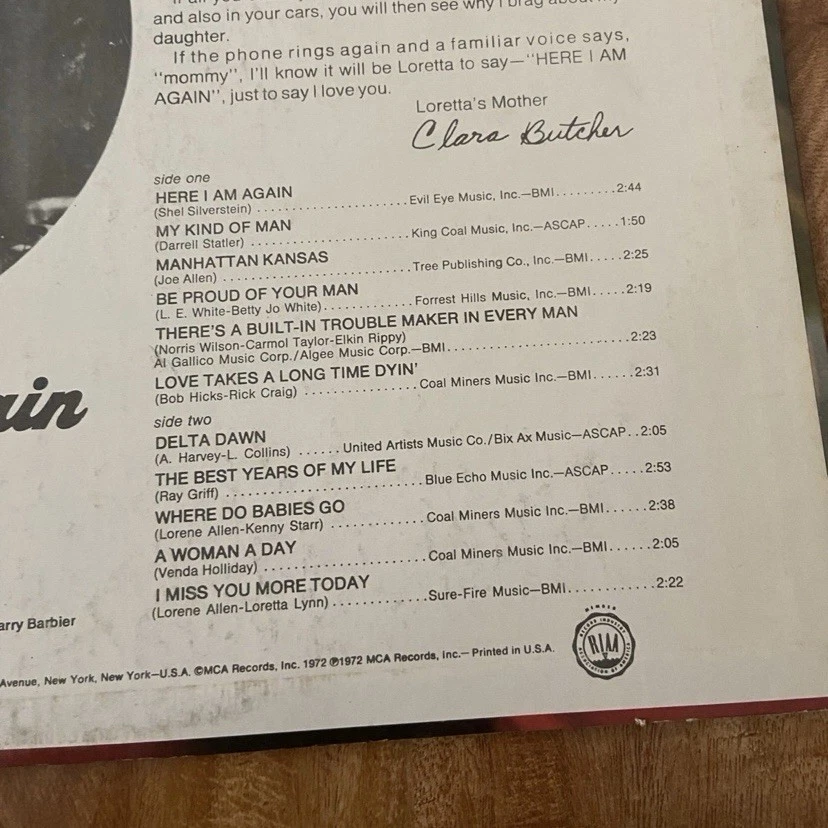 and also in your cars, you will then see why I brag about my
daughter.
If the phone rings again and a familiar voice says,
"mommy", I'll know it will be Loretta to say—"HERE I AM
AGAIN", just to say I love you.
Loretta's Mother
Clara Butcher
side one
HERE I AM AGAIN
(Shel Silverstein) ....................Evil Eye Music, Inc.—BMI.........2:44
MY KIND OF MAN
(Darrell Statler) .....................King Coal Music, Inc.—ASCAP.....1:50
MANHATTAN KANSAS
(Joe Allen) .........................Tree Publishing Co., Inc.—BMI.....2:25
BE PROUD OF YOUR MAN
(L. E. White-Betty Jo White)............Forrest Hills Music, Inc.—BMI.....2:19
THERE'S A BUILT-IN TROUBLE MAKER IN EVERY MAN
(Norris Wilson-Carmol Taylor-Elkin Rippy)
Al Gallico Music Corp./Algee Music Corp.—BMI.........................2:23
LOVE TAKES A LONG TIME DYIN'
(Bob Hicks-Rick Craig) ...............Coal Miners Music Inc.—BMI......2:31
ain
side two
DELTA DAWN
(A. Harvey-L. Collins) ......United Artists Music Co./Bix Ax Music—ASCAP..2:05
THE BEST YEARS OF MY LIFE
(Ray Griff) .........................Blue Echo Music Inc.—ASCAP.....2:53
WHERE DO BABIES GO
(Lorene Allen-Kenny Starr) ............Coal Miners Music Inc.—BMI......2:38
A WOMAN A DAY
(Venda Holliday) .....................Coal Miners Music Inc.—BMI......2:05
I MISS YOU MORE TODAY
(Lorene Allen-Loretta Lynn)............Sure-Fire Music—BMI............2:22
arry Barbier
Avenue, New York, New York—U.S.A. ©MCA Records, Inc. 1972 ℗1972 MCA Records, Inc.— Printed in U.S.A.
MEMBER
RECORD INDUSTRY
RIAA
ASSOCIATION OF AMERICA